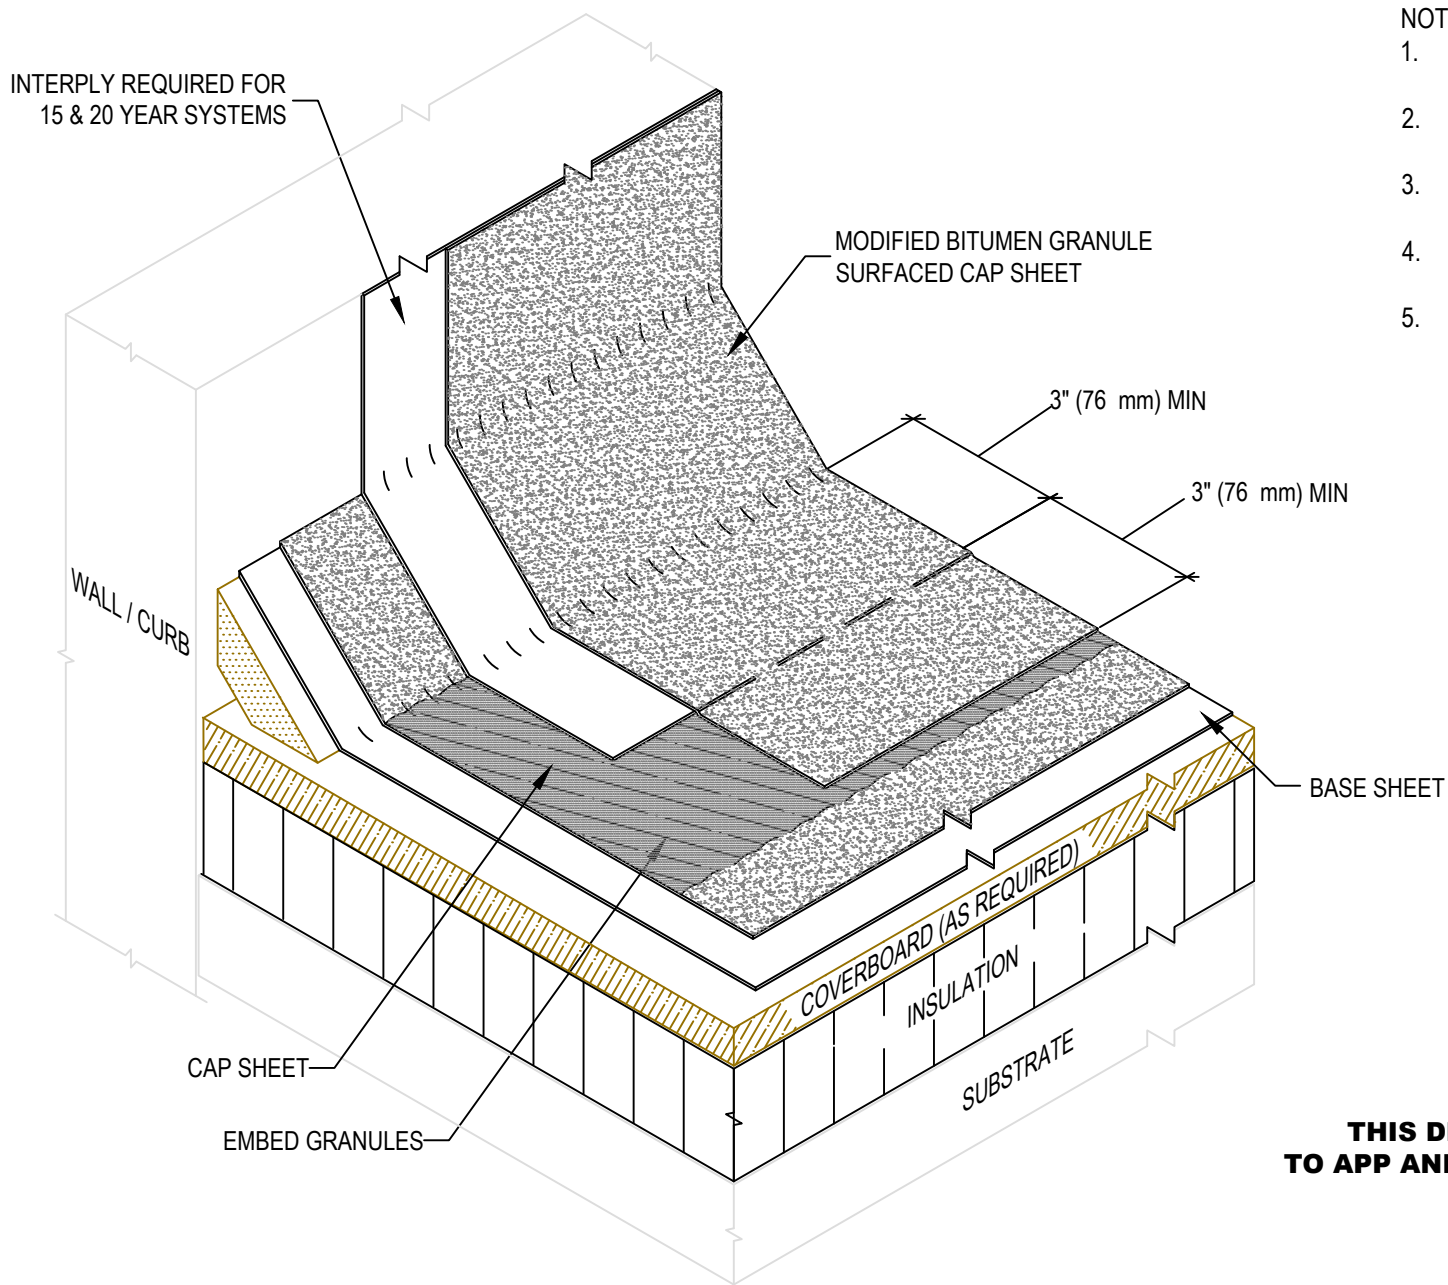 NOT
1.
2.
3.
4.
5.
INTERPLY REQUIRED FOR
15 & 20 YEAR SYSTEMS
MODIFIED BITUMEN GRANULE
SURFACED CAP SHEET
3" (76 mm) MIN
3" (76 mm) MIN
WALL / CURB
BASE SHEET
COVERBOARD (AS REQUIRED)
INSULATION
SUBSTRATE
CAP SHEET
EMBED GRANULES
THIS D
TO APP AN